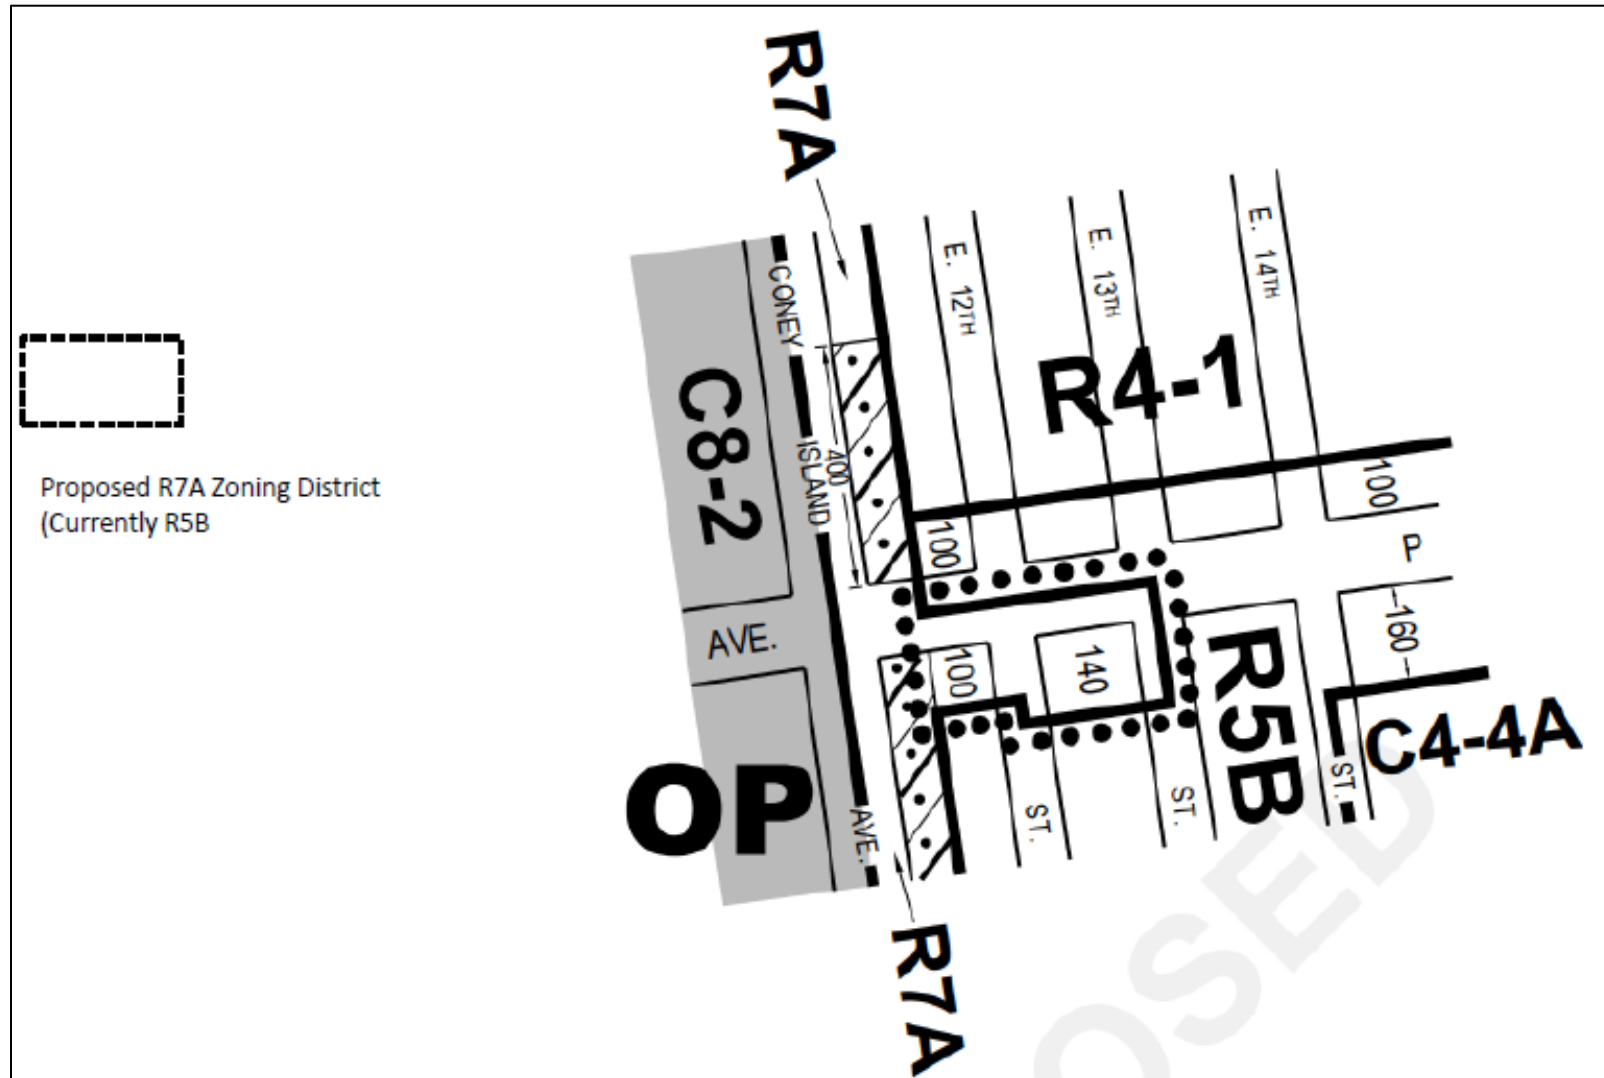 R7A
E. 12TH
E. 13TH
E. 14TH
CONEY
ISLAND
AVE.
C8-2
R4-1
400
100
100
P
AVE.
100
140
160
R5B
C4-4A
OP
ST.
ST.
ST.
R7A
Proposed R7A Zoning District
(Currently R5B
OSED